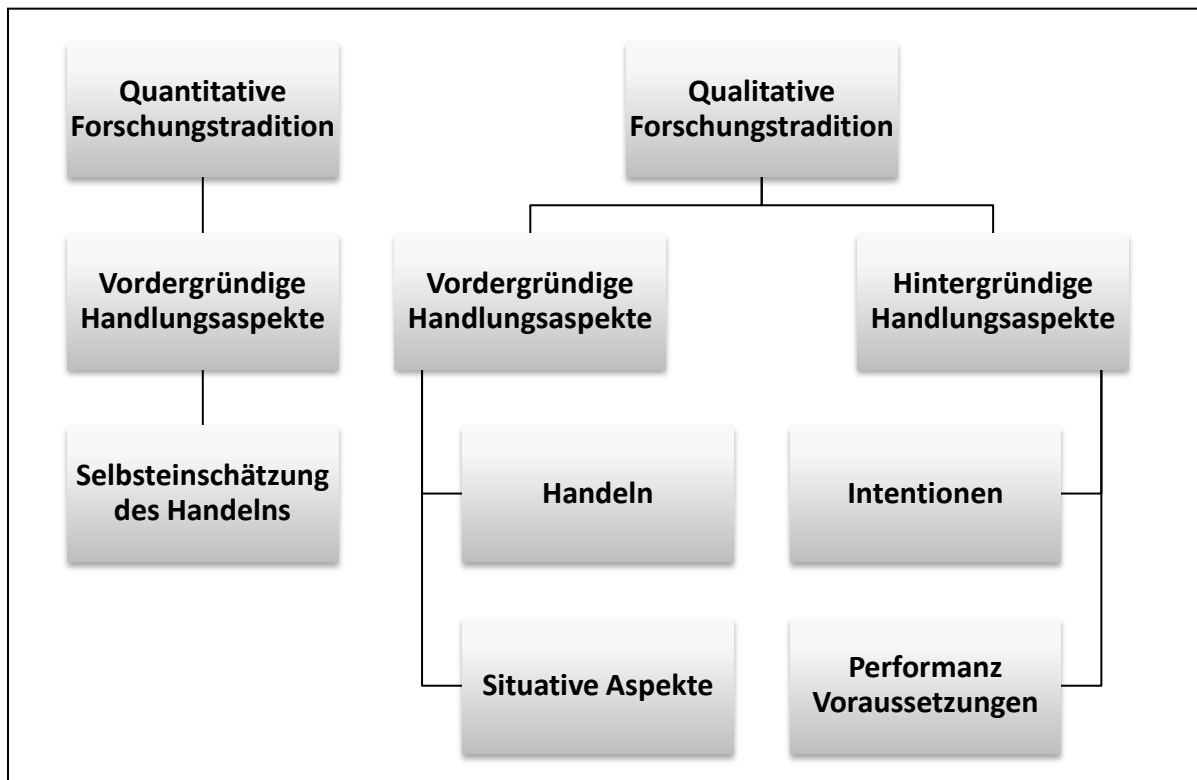 Quantitative
Forschungstradition
Qualitative
Forschungstradition
Vordergründige
Handlungsaspekte
Vordergründige
Handlungsaspekte
Hintergründige
Handlungsaspekte
Selbsteinschätzung
des Handelns
Handeln
Intentionen
Situative Aspekte
Performanz
Voraussetzungen